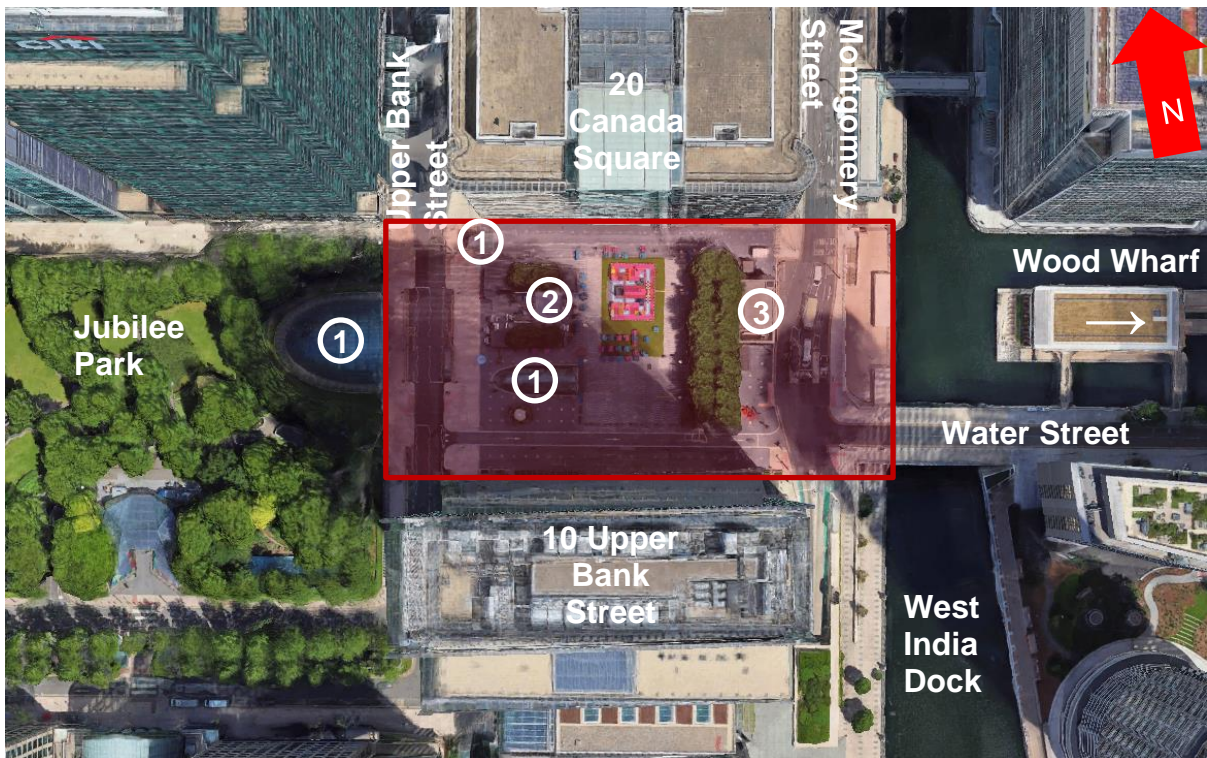 citi
Upper Bank
Street
20
Canada
Square
Montgomery
Street
N
1
2
3
1
1
Jubilee
Park
Wood Wharf
→
Water Street
10 Upper
Bank
Street
West
India
Dock